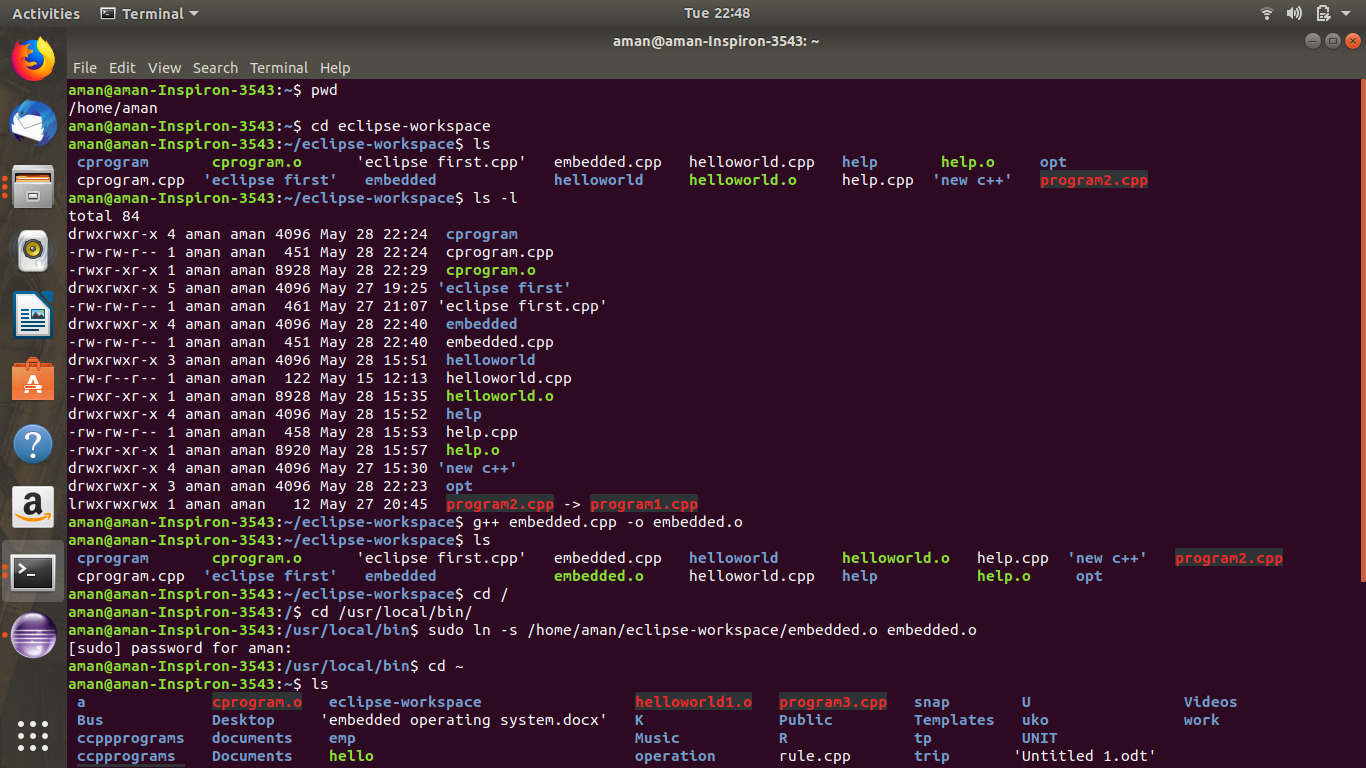 Activities Terminal Tue 22:48
aman@aman-Inspiron-3543: ~
File Edit View Search Terminal Help
aman@aman-Inspiron-3543:~$ pwd
/home/aman
aman@aman-Inspiron-3543:~$ cd eclipse-workspace
aman@aman-Inspiron-3543:~/eclipse-workspace$ ls
cprogram cprogram.o 'eclipse first.cpp' embedded.cpp helloworld.cpp help help.o opt
cprogram.cpp 'eclipse first' embedded helloworld helloworld.o help.cpp 'new c++' program2.cpp
aman@aman-Inspiron-3543:~/eclipse-workspace$ ls -l
total 84
drwxrwxr-x 4 aman aman 4096 May 28 22:24 cprogram
-rw-rw-r-- 1 aman aman 451 May 28 22:24 cprogram.cpp
-rwxr-xr-x 1 aman aman 8928 May 28 22:29 cprogram.o
drwxrwxr-x 5 aman aman 4096 May 27 19:25 'eclipse first'
-rw-rw-r-- 1 aman aman 461 May 27 21:07 'eclipse first.cpp'
drwxrwxr-x 4 aman aman 4096 May 28 22:40 embedded
-rw-rw-r-- 1 aman aman 451 May 28 22:40 embedded.cpp
drwxrwxr-x 3 aman aman 4096 May 28 15:51 helloworld
-rw-r--r-- 1 aman aman 122 May 15 12:13 helloworld.cpp
-rwxr-xr-x 1 aman aman 8928 May 28 15:35 helloworld.o
drwxrwxr-x 4 aman aman 4096 May 28 15:52 help
-rw-rw-r-- 1 aman aman 458 May 28 15:53 help.cpp
-rwxr-xr-x 1 aman aman 8920 May 28 15:57 help.o
drwxrwxr-x 4 aman aman 4096 May 27 15:30 'new c++'
drwxrwxr-x 3 aman aman 4096 May 28 22:23 opt
lrwxrwxrwx 1 aman aman 12 May 27 20:45 program2.cpp -> program1.cpp
aman@aman-Inspiron-3543:~/eclipse-workspace$ g++ embedded.cpp -o embedded.o
aman@aman-Inspiron-3543:~/eclipse-workspace$ ls
cprogram cprogram.o 'eclipse first.cpp' embedded.cpp helloworld helloworld.o help.cpp 'new c++' program2.cpp
cprogram.cpp 'eclipse first' embedded embedded.o helloworld.cpp help help.o opt
aman@aman-Inspiron-3543:~/eclipse-workspace$ cd /
aman@aman-Inspiron-3543:/$ cd /usr/local/bin/
aman@aman-Inspiron-3543:/usr/local/bin$ sudo ln -s /home/aman/eclipse-workspace/embedded.o embedded.o
[sudo] password for aman:
aman@aman-Inspiron-3543:/usr/local/bin$ cd ~
aman@aman-Inspiron-3543:~$ ls
a cprogram.o eclipse-workspace helloworld1.o program3.cpp snap U Videos
Bus Desktop 'embedded operating system.docx' K Public Templates uko work
ccppprograms documents emp Music R tp UNIT
ccpprograms Documents hello operation rule.cpp trip 'Untitled 1.odt'